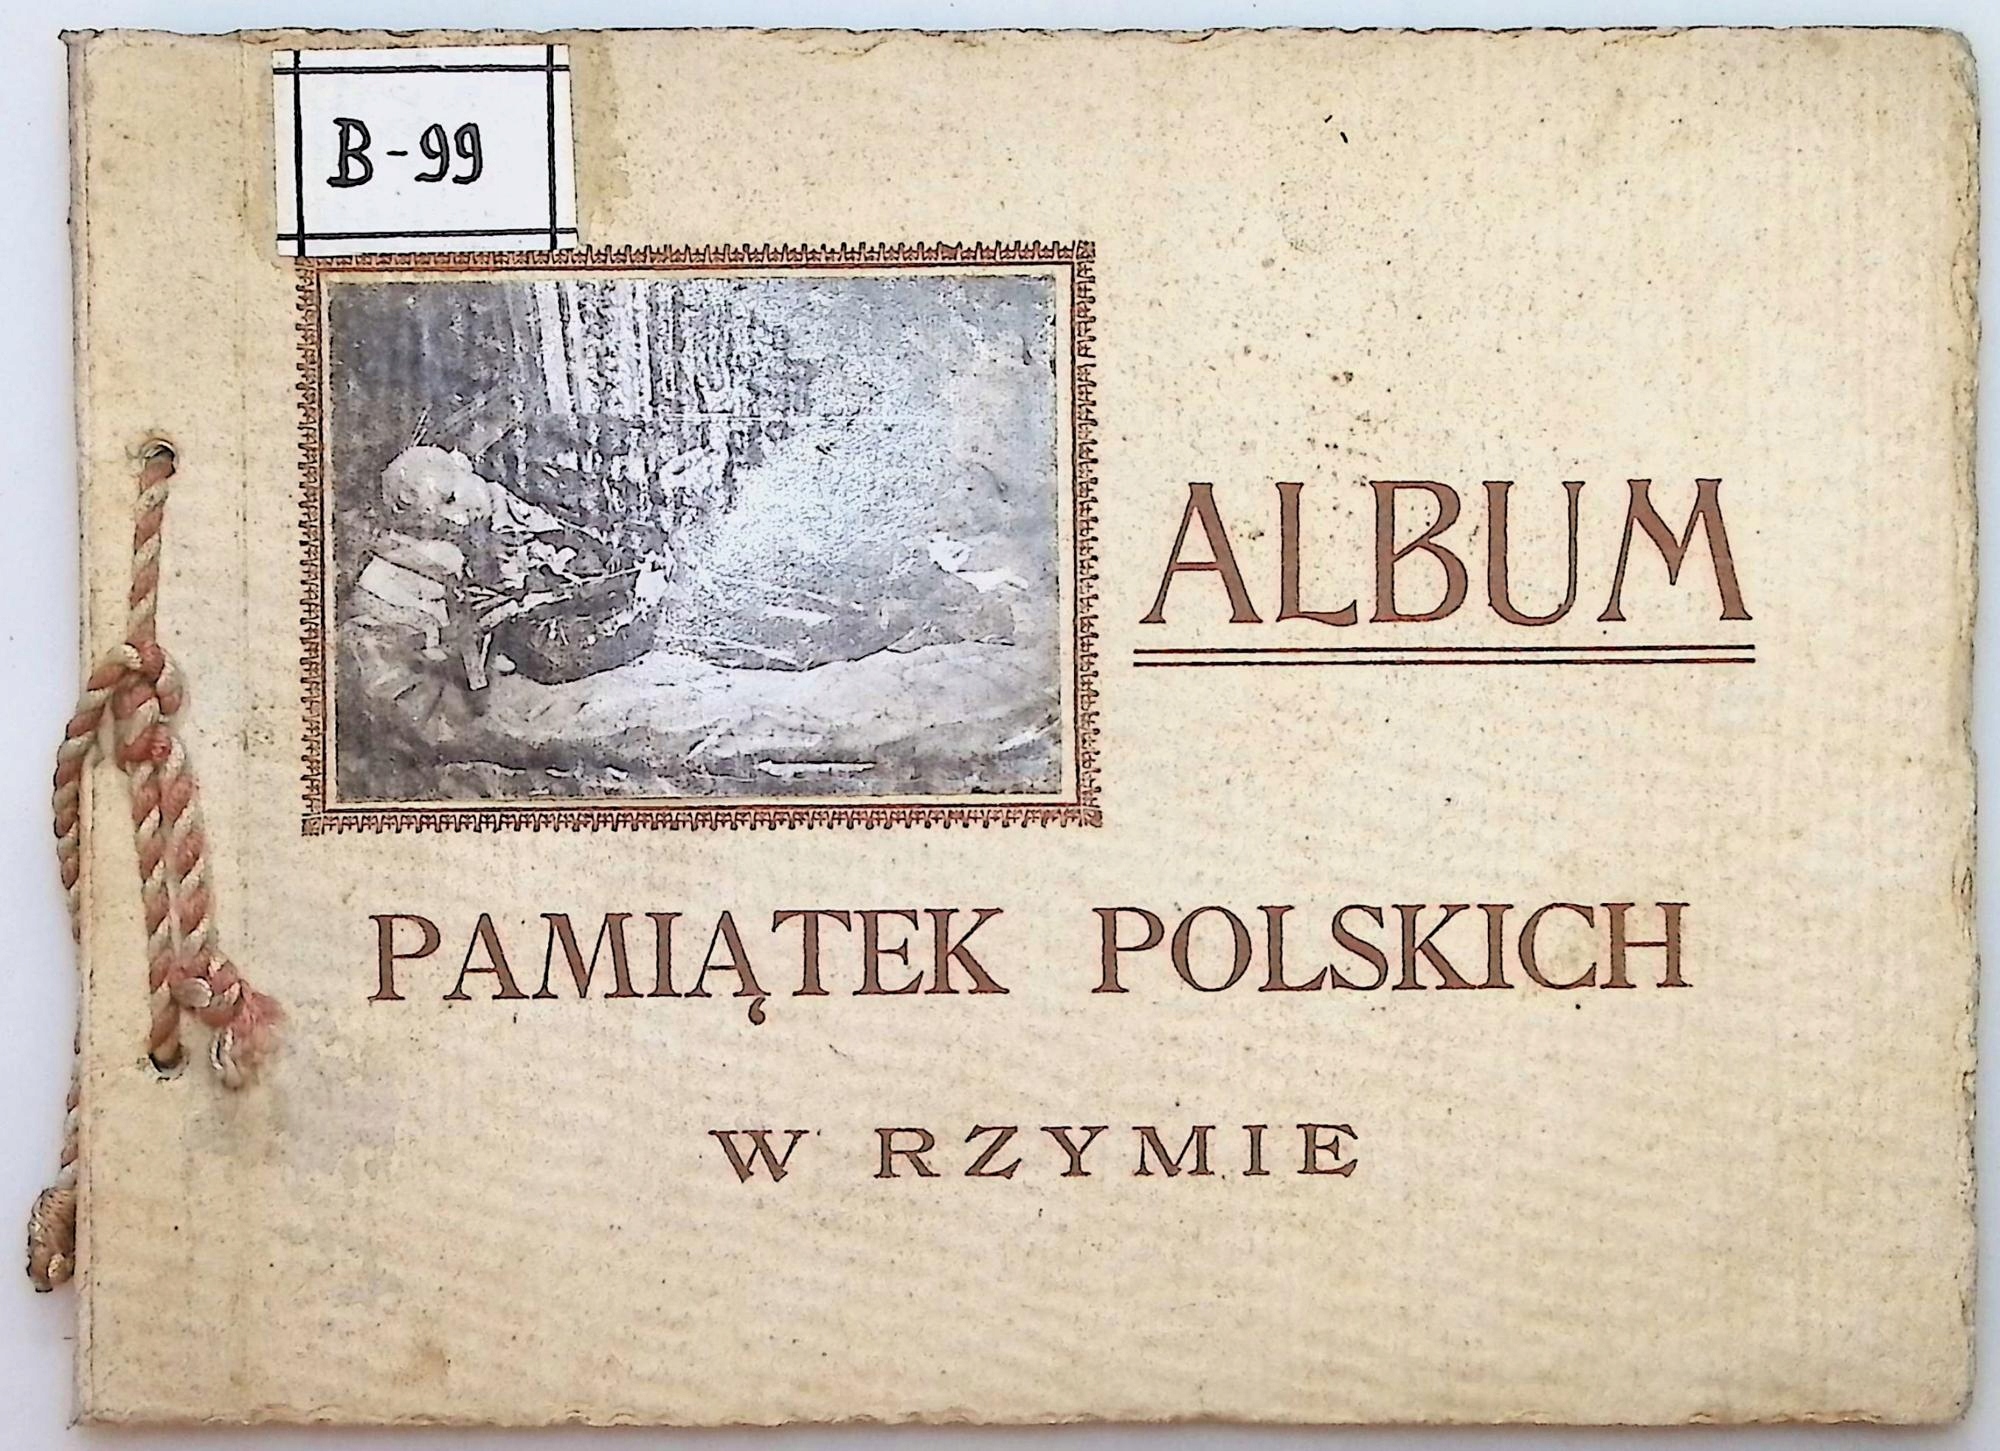 B-99
ALBUM
PAMIĄTEK POLSKICH
W RZYMIE